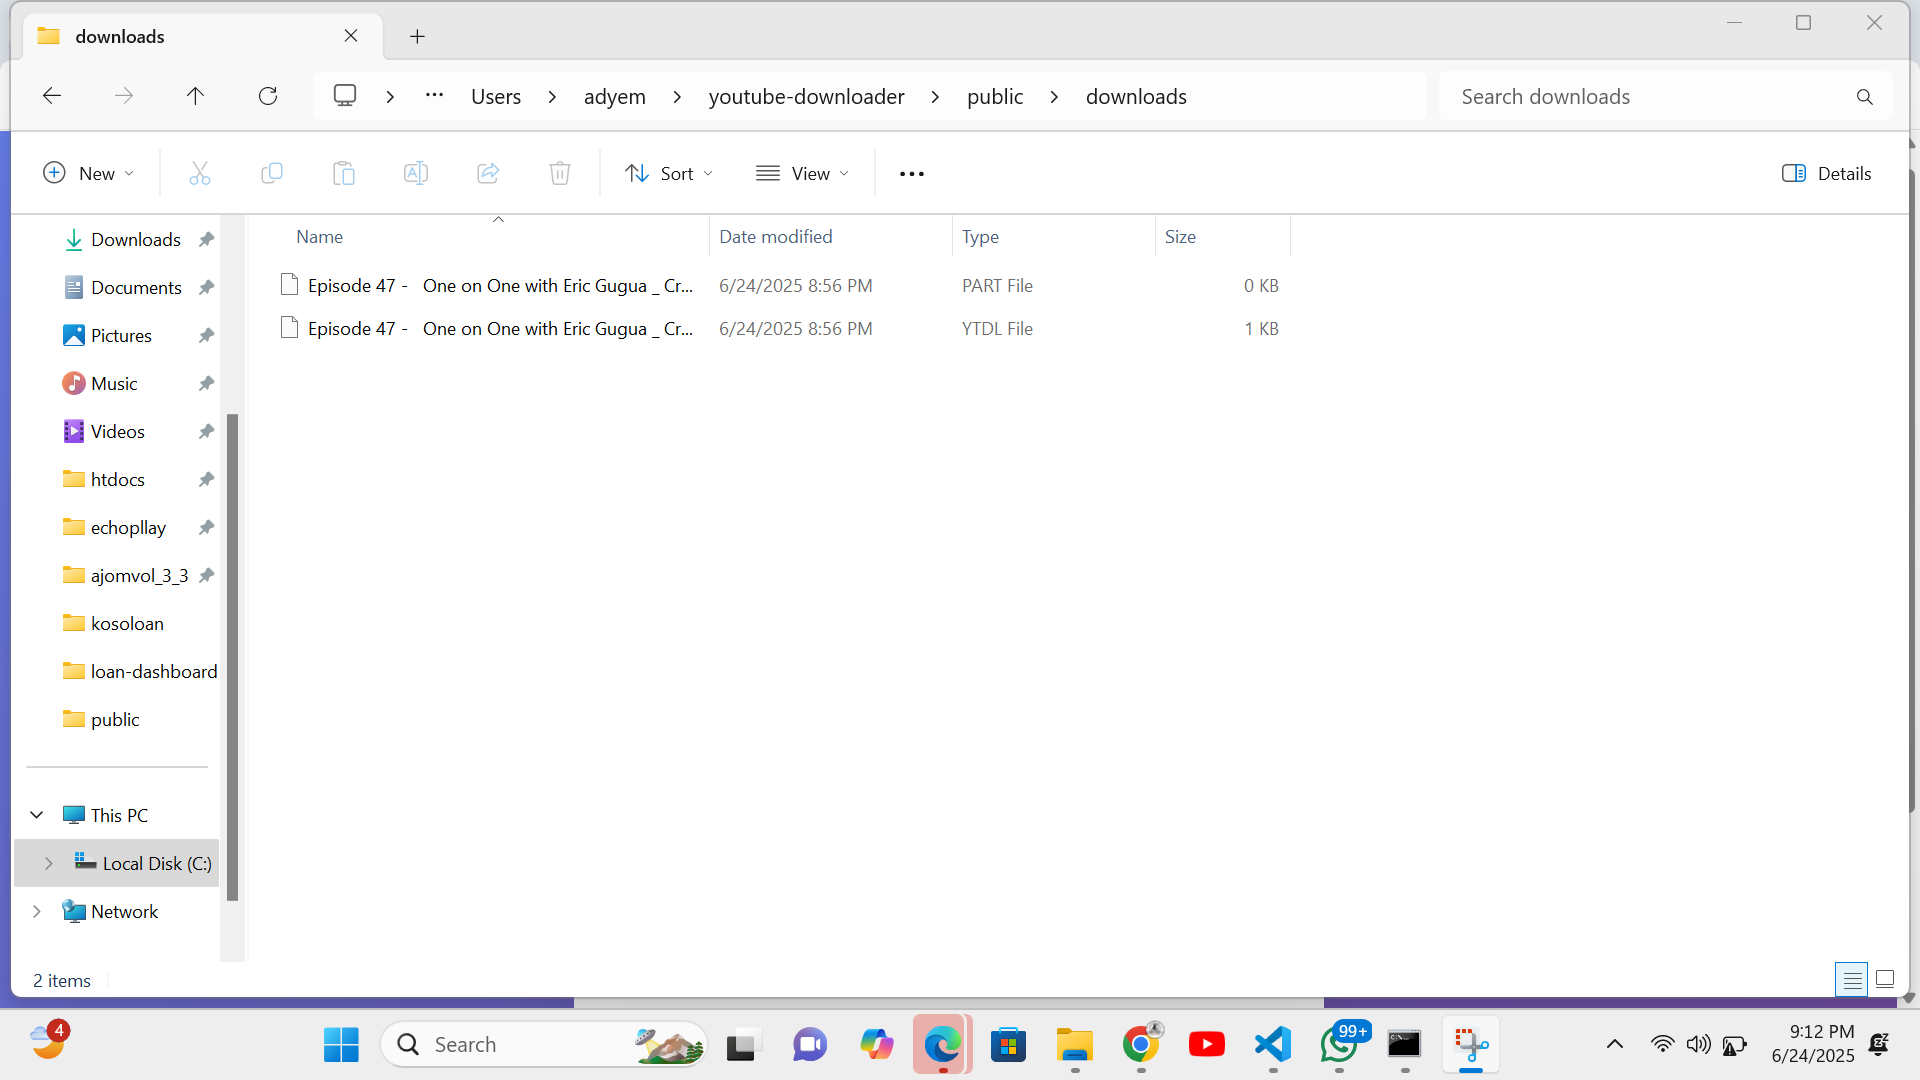 downloads
Users > adyem > youtube-downloader > public > downloads
Search downloads
New
Sort
View
Details
Downloads
Documents
Pictures
Music
Videos
htdocs
echopllay
ajomvol_3_3
kosoloan
loan-dashboard
public
This PC
Local Disk (C:)
Network
Name Date modified Type Size
Episode 47 - One on One with Eric Gugua _ Cr... 6/24/2025 8:56 PM PART File 0 KB
Episode 47 - One on One with Eric Gugua _ Cr... 6/24/2025 8:56 PM YTDL File 1 KB
2 items
4
Search
99+
9:12 PM
6/24/2025